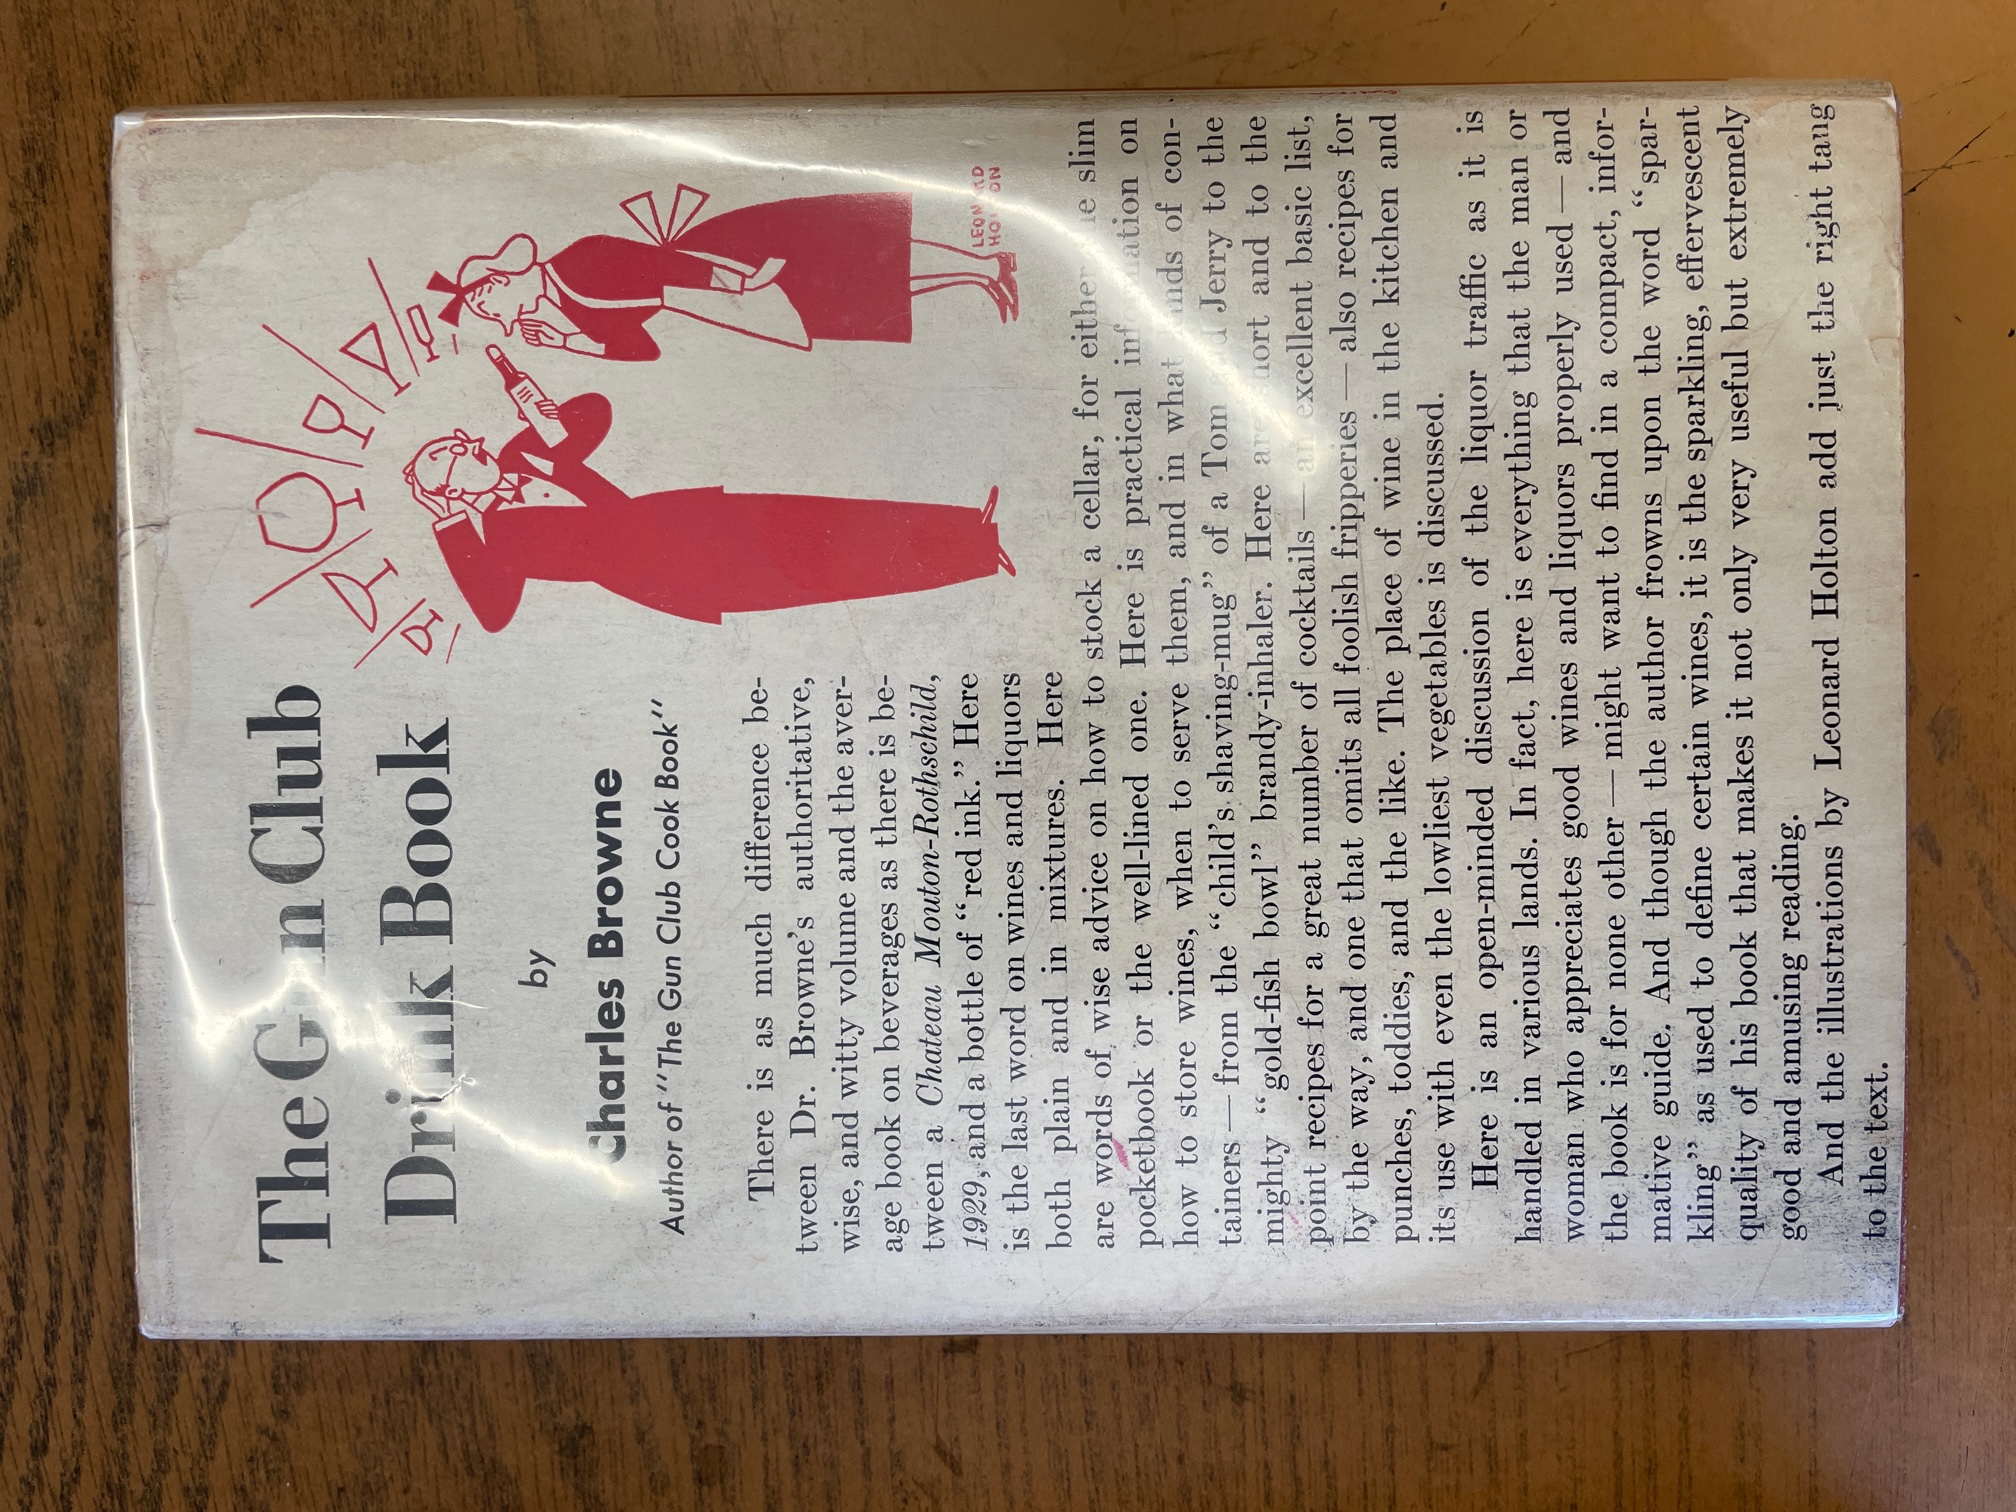 The Gun Club
Drink Book
by
Charles Browne
Author of "The Gun Club Cook Book"
LEONARD
HOLTON
There is as much difference be-
tween Dr. Browne's authoritative,
wise, and witty volume and the aver-
age book on beverages as there is be-
tween a Chateau Mouton-Rothschild,
1929, and a bottle of "red ink." Here
is the last word on wines and liquors
both plain and in mixtures. Here
are words of wise advice on how to stock a cellar, for either the slim
pocketbook or the well-lined one. Here is practical information on
how to store wines, when to serve them, and in what kinds of con-
tainers — from the "child's shaving-mug" of a Tom and Jerry to the
mighty "gold-fish bowl" brandy-inhaler. Here are short and to the
point recipes for a great number of cocktails — an excellent basic list,
by the way, and one that omits all foolish fripperies — also recipes for
punches, toddies, and the like. The place of wine in the kitchen and
its use with even the lowliest vegetables is discussed.
Here is an open-minded discussion of the liquor traffic as it is
handled in various lands. In fact, here is everything that the man or
woman who appreciates good wines and liquors properly used — and
the book is for none other — might want to find in a compact, infor-
mative guide. And though the author frowns upon the word "spar-
kling" as used to define certain wines, it is the sparkling, effervescent
quality of his book that makes it not only very useful but extremely
good and amusing reading.
And the illustrations by Leonard Holton add just the right tang
to the text.